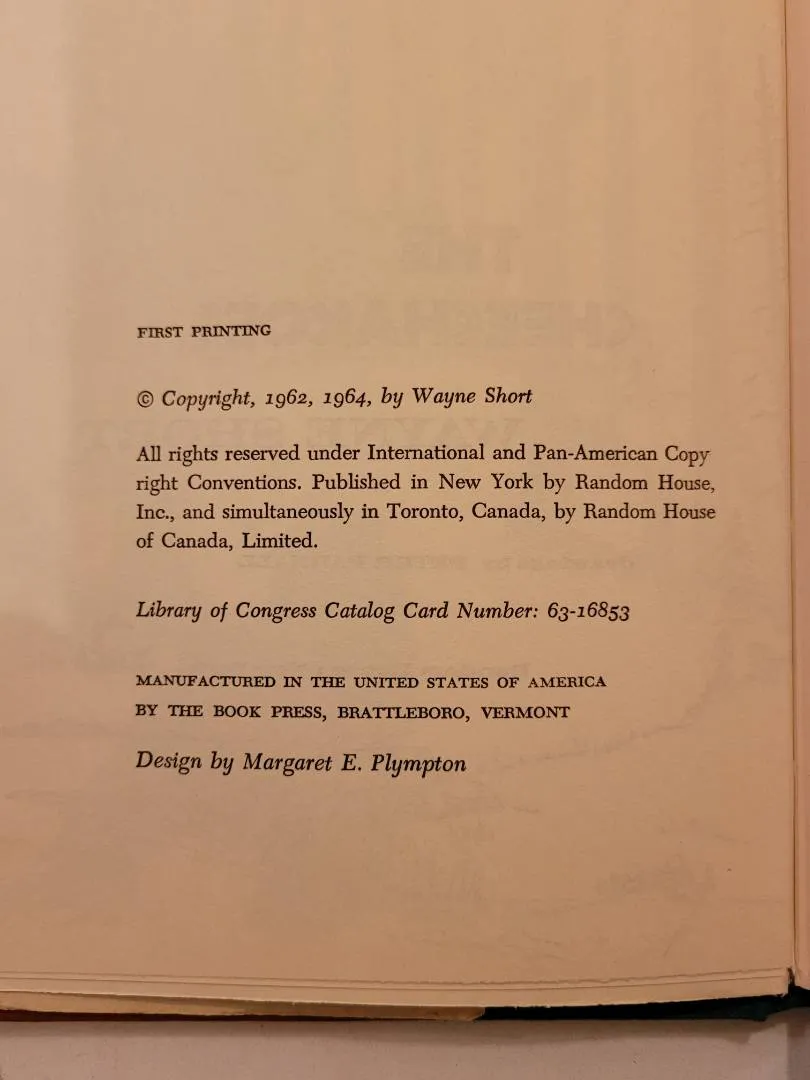 FIRST PRINTING
© Copyright, 1962, 1964, by Wayne Short
All rights reserved under International and Pan-American Copy
right Conventions. Published in New York by Random House,
Inc., and simultaneously in Toronto, Canada, by Random House
of Canada, Limited.
Library of Congress Catalog Card Number: 63-16853
MANUFACTURED IN THE UNITED STATES OF AMERICA
BY THE BOOK PRESS, BRATTLEBORO, VERMONT
Design by Margaret E. Plympton